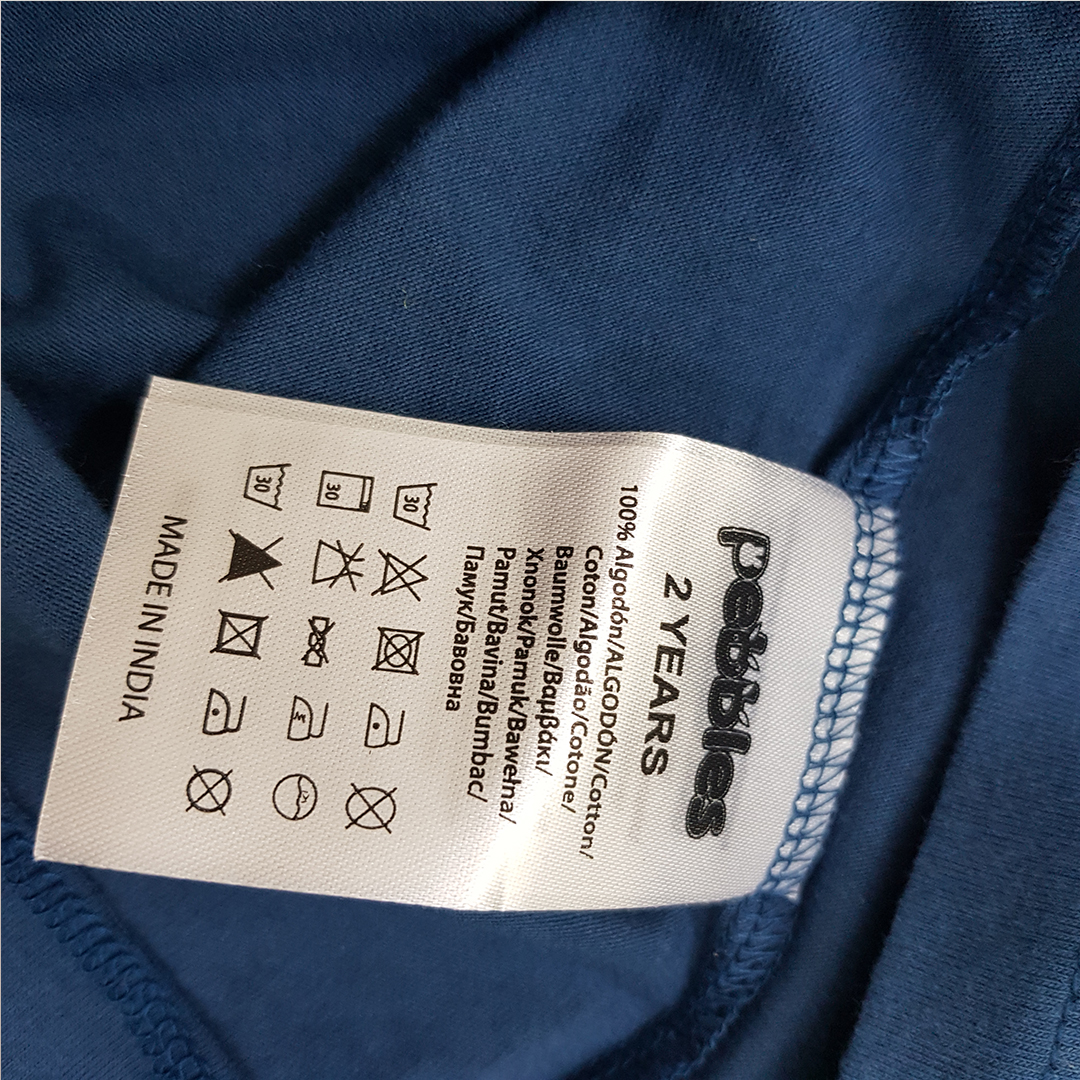 pebbles
2 YEARS
100% Algodón/ALGODÓN/Cotton/
Coton/Algodão/Cotone/
Baumwolle/Βαμβάκι/
Хлопок/Pamuk/Bawełna/
Pamut/Bavlna/Bumbac/
Памук/Бавовна
30
30
30
MADE IN INDIA